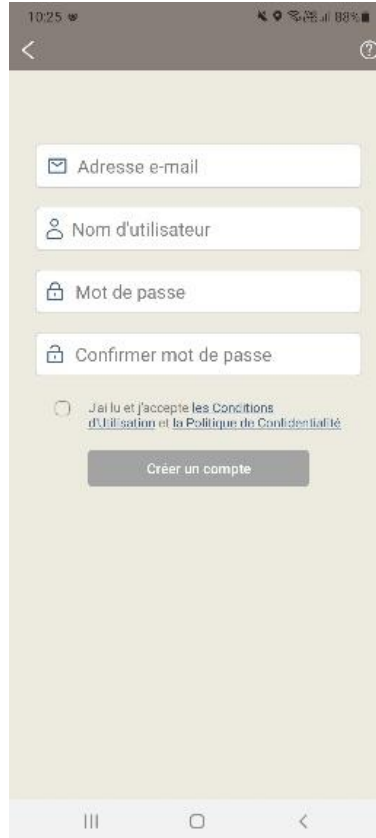 10:25
88%
Adresse e-mail
Nom d'utilisateur
Mot de passe
Confirmer mot de passe
J'ai lu et j'accepte les Conditions
d'Utilisation et la Politique de Confidentialité
Créer un compte